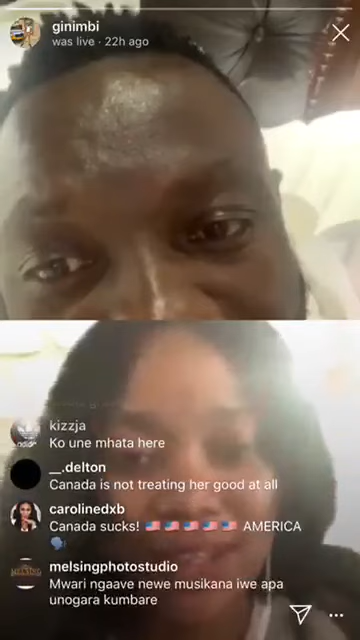 ginimbi
was live · 22h ago
kizzja
Ko une mhata here
__.delton
Canada is not treating her good at all
carolinedxb
Canada sucks! 🇺🇸🇺🇸🇺🇸🇺🇸🇺🇸 AMERICA
🗣
melsingphotostudio
Mwari ngaave newe musikana iwe apa
unogara kumbare